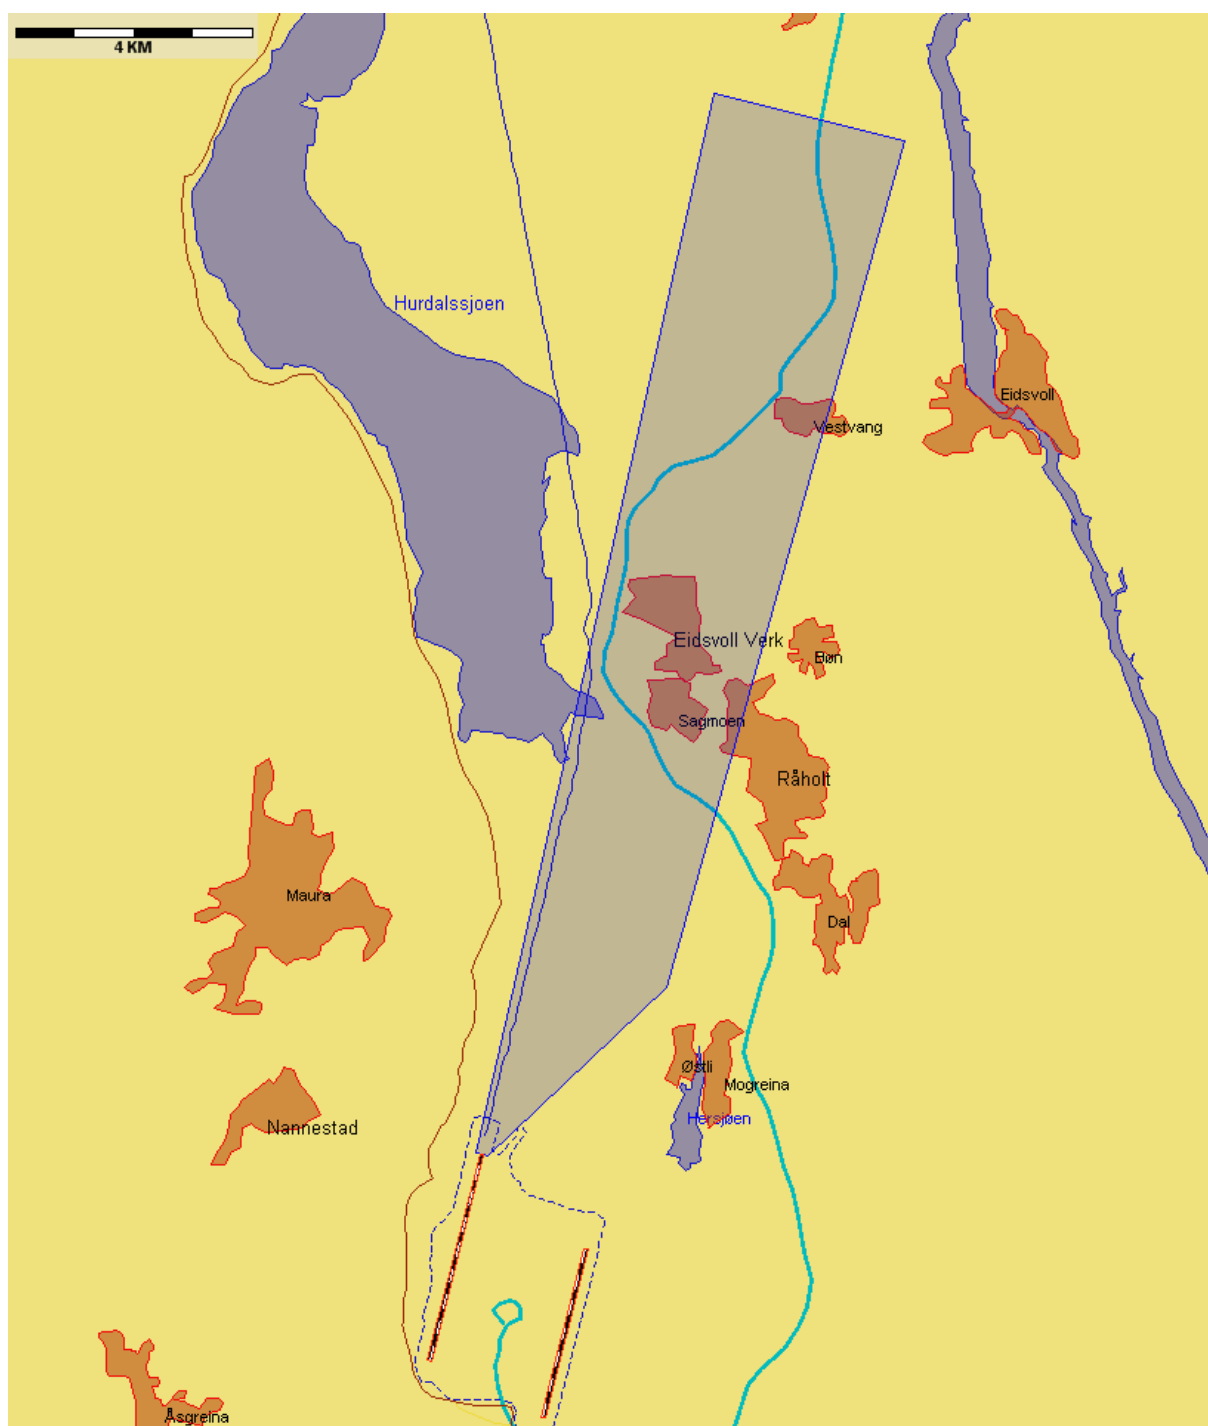 4 KM
Hurdalssjoen
Eidsvoll
Vestvang
Eidsvoll Verk
Bøn
Sagmoen
Råholt
Maura
Dal
Østli
Mogreina
Hersjøen
Nannestad
Åsgreina